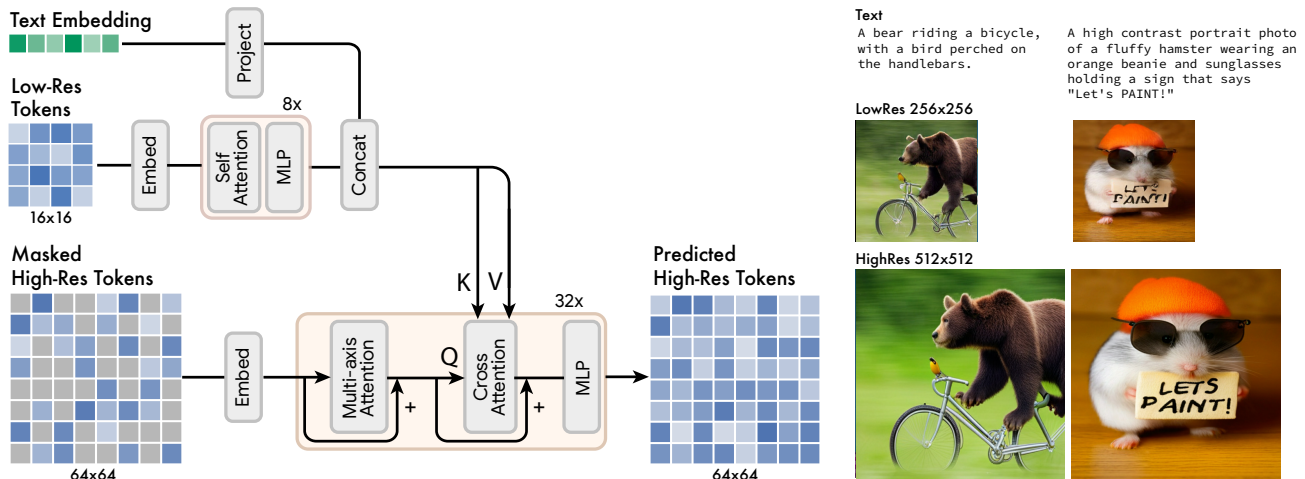 Text Embedding
Project
Low-Res
Tokens
8x
Embed
Self
Attention
MLP
Concat
16x16
Masked
High-Res Tokens
K
V
32x
Embed
Multi-axis
Attention
+
Q
Cross
Attention
+
MLP
Predicted
High-Res Tokens
64x64
64x64
Text
A bear riding a bicycle,
with a bird perched on
the handlebars.
A high contrast portrait photo
of a fluffy hamster wearing an
orange beanie and sunglasses
holding a sign that says
"Let's PAINT!"
LowRes 256x256
LET'S
PAINT!
HighRes 512x512
LETS
PAINT!